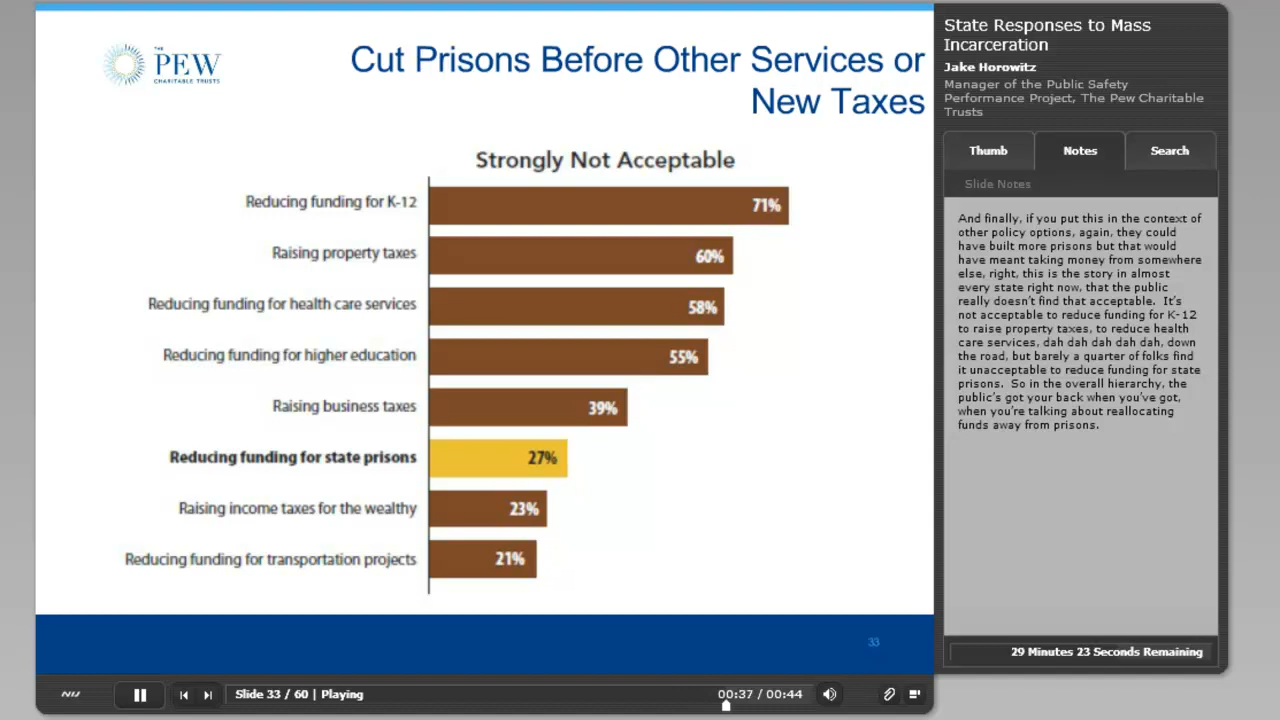 THE
PEW
CHARITABLE TRUSTS
Cut Prisons Before Other Services or
New Taxes
Strongly Not Acceptable
Reducing funding for K-12
71%
Raising property taxes
60%
Reducing funding for health care services
58%
Reducing funding for higher education
55%
Raising business taxes
39%
Reducing funding for state prisons
27%
Raising income taxes for the wealthy
23%
Reducing funding for transportation projects
21%
33
Slide 33 / 60 | Playing
00:37 / 00:44
State Responses to Mass
Incarceration
Jake Horowitz
Manager of the Public Safety
Performance Project, The Pew Charitable
Trusts
Thumb
Notes
Search
Slide Notes
And finally, if you put this in the context of
other policy options, again, they could
have built more prisons but that would
have meant taking money from somewhere
else, right, this is the story in almost
every state right now, that the public
really doesn't find that acceptable.  It's
not acceptable to reduce funding for K-12
to raise property taxes, to reduce health
care services, dah dah dah dah dah, down
the road, but barely a quarter of folks find
it unacceptable to reduce funding for state
prisons.  So in the overall hierarchy, the
public's got your back when you've got,
when you're talking about reallocating
funds away from prisons.
29 Minutes 23 Seconds Remaining